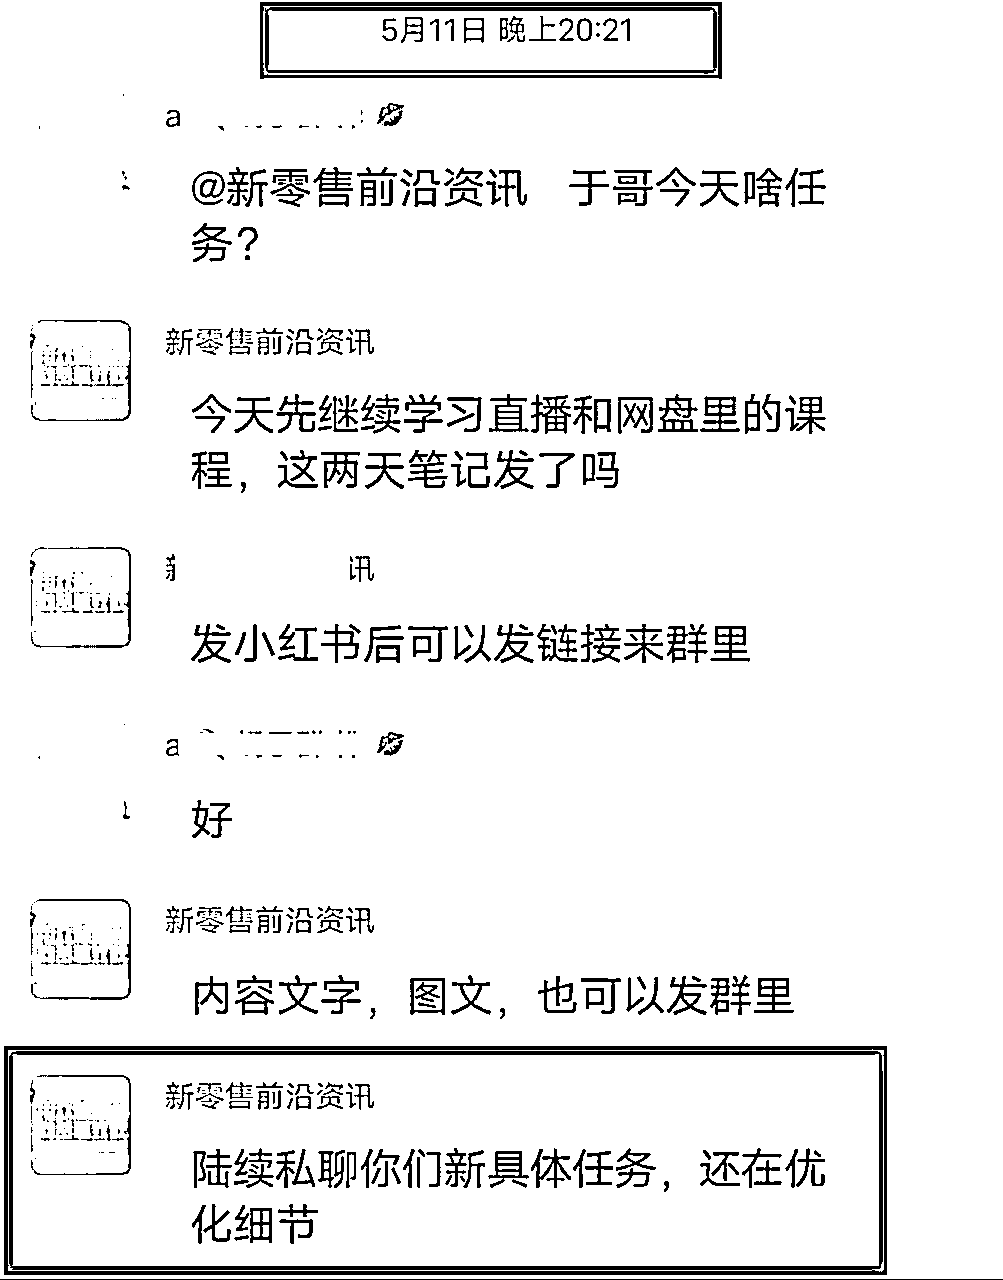 5月11日 晚上20:21
a
@新零售前沿资讯 于哥今天啥任
务？
新零售前沿资讯
今天先继续学习直播和网盘里的课
程，这两天笔记发了吗
讯
发小红书后可以发链接来群里
a
好
新零售前沿资讯
内容文字，图文，也可以发群里
新零售前沿资讯
陆续私聊你们新具体任务，还在优
化细节